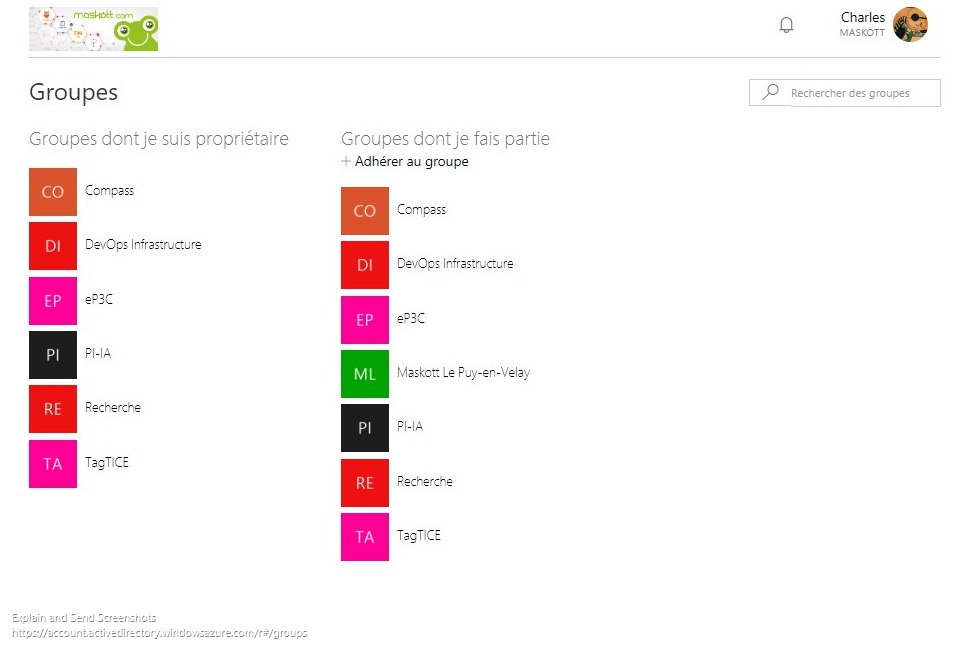 maskott.com
Charles
MASKOTT
Groupes
Rechercher des groupes
Groupes dont je suis propriétaire
CO Compass
DI DevOps Infrastructure
EP eP3C
PI PI-IA
RE Recherche
TA TagTICE
Groupes dont je fais partie
+ Adhérer au groupe
CO Compass
DI DevOps Infrastructure
EP eP3C
ML Maskott Le Puy-en-Velay
PI PI-IA
RE Recherche
TA TagTICE
Explain and Send Screenshots
https://account.activedirectory.windowsazure.com/r#/groups